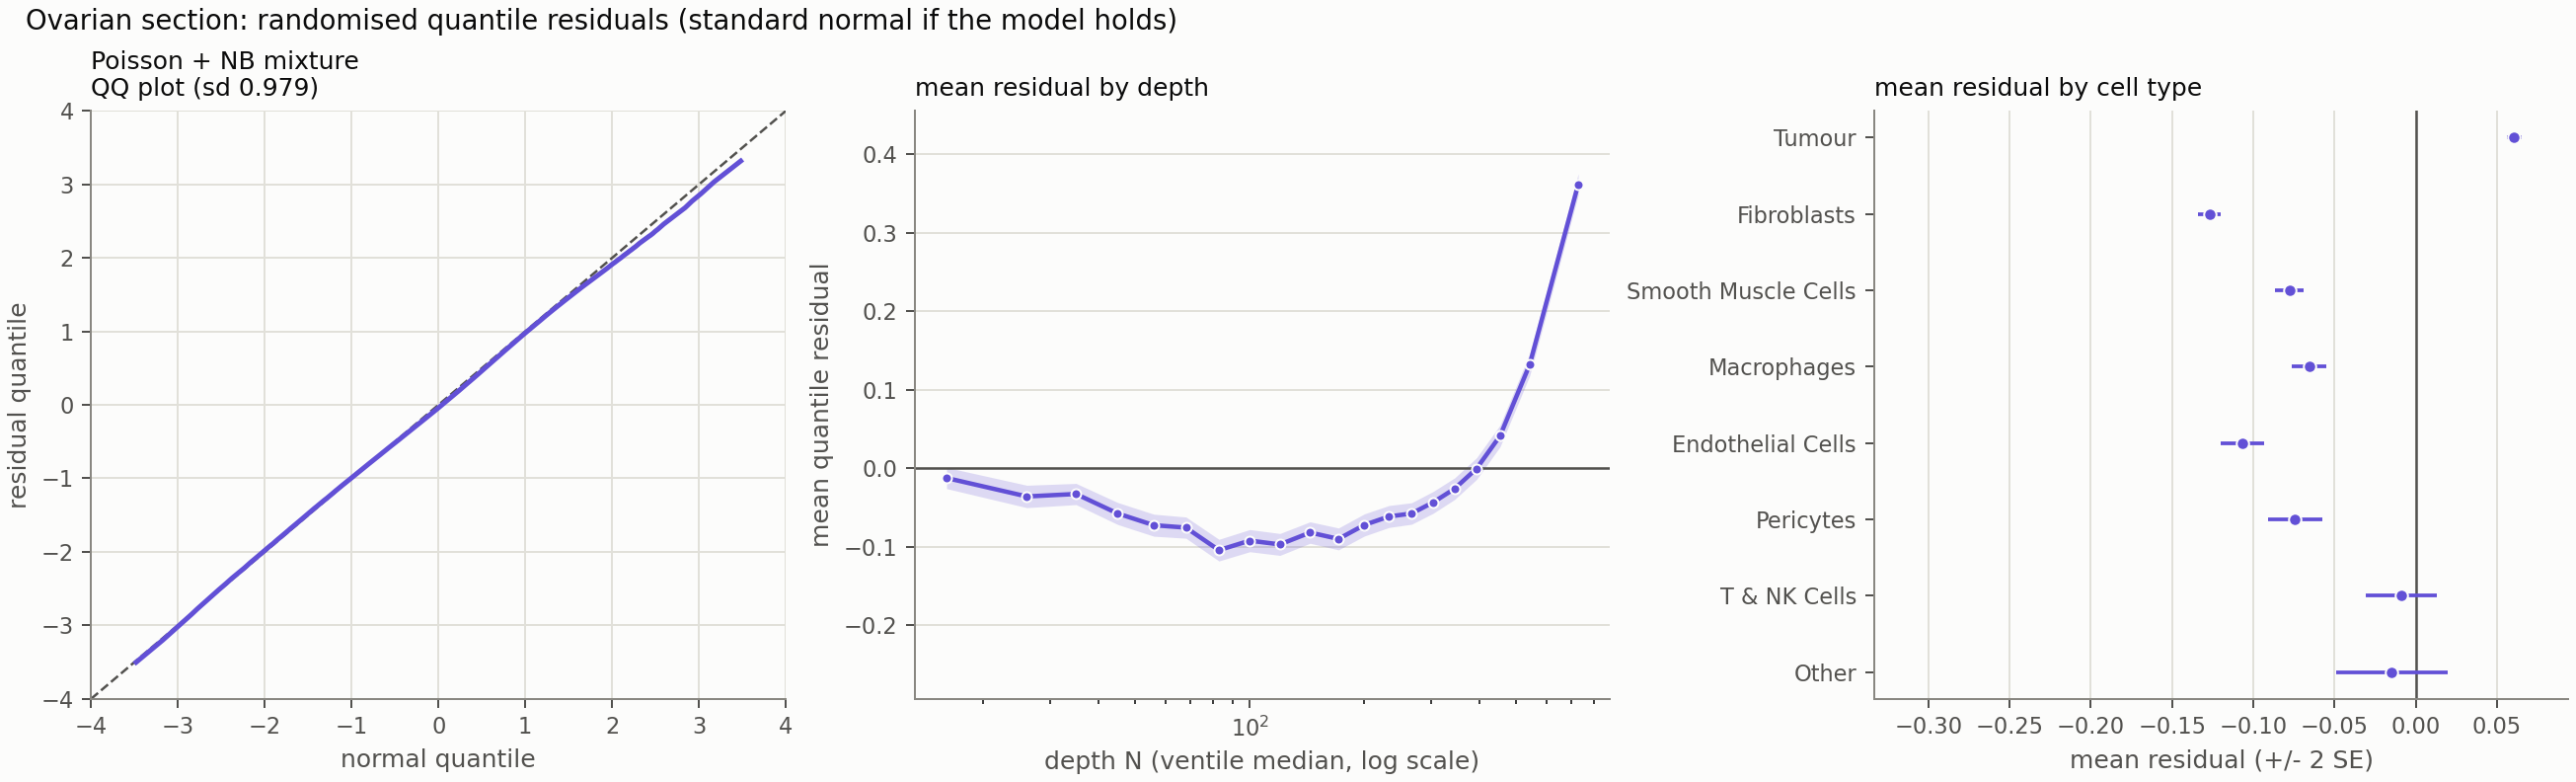 Ovarian section: randomised quantile residuals (standard normal if the model holds)
Poisson + NB mixture
QQ plot (sd 0.979)
4
3
2
1
0
−1
−2
−3
−4
residual quantile
−4 −3 −2 −1 0 1 2 3 4
normal quantile
mean residual by depth
0.4
0.3
0.2
0.1
0.0
−0.1
−0.2
mean quantile residual
10²
depth N (ventile median, log scale)
mean residual by cell type
Tumour
Fibroblasts
Smooth Muscle Cells
Macrophages
Endothelial Cells
Pericytes
T & NK Cells
Other
−0.30 −0.25 −0.20 −0.15 −0.10 −0.05 0.00 0.05
mean residual (+/- 2 SE)